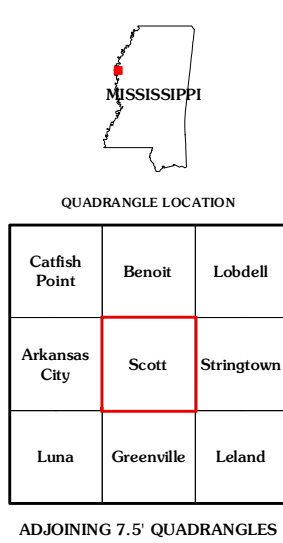 MISSISSIPPI
QUADRANGLE LOCATION
Catfish
Point
Benoit
Lobdell
Arkansas
City
Scott
Stringtown
Luna
Greenville
Leland
ADJOINING 7.5' QUADRANGLES